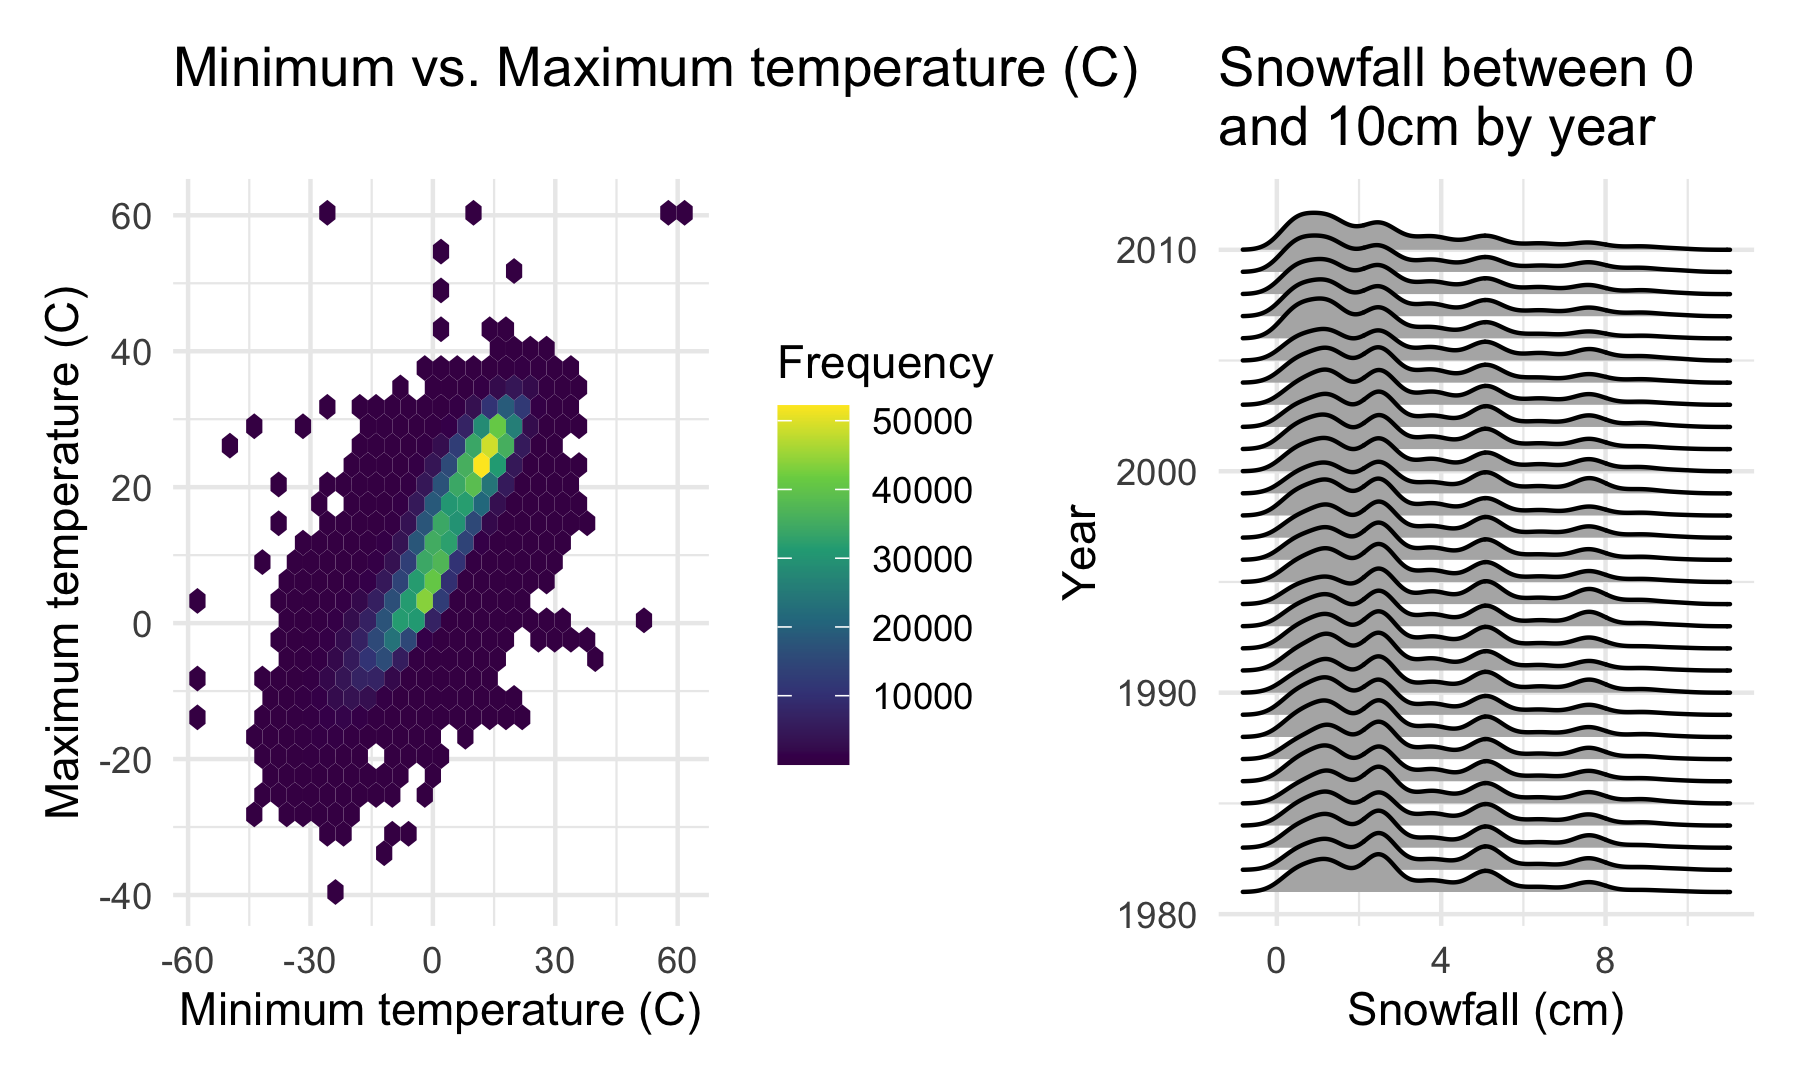 Minimum vs. Maximum temperature (C)
60
40
20
0
-20
-40
Maximum temperature (C)
-60 -30 0 30 60
Minimum temperature (C)
Frequency
50000
40000
30000
20000
10000
Snowfall between 0
and 10cm by year
2010
2000
1990
1980
Year
0 4 8
Snowfall (cm)